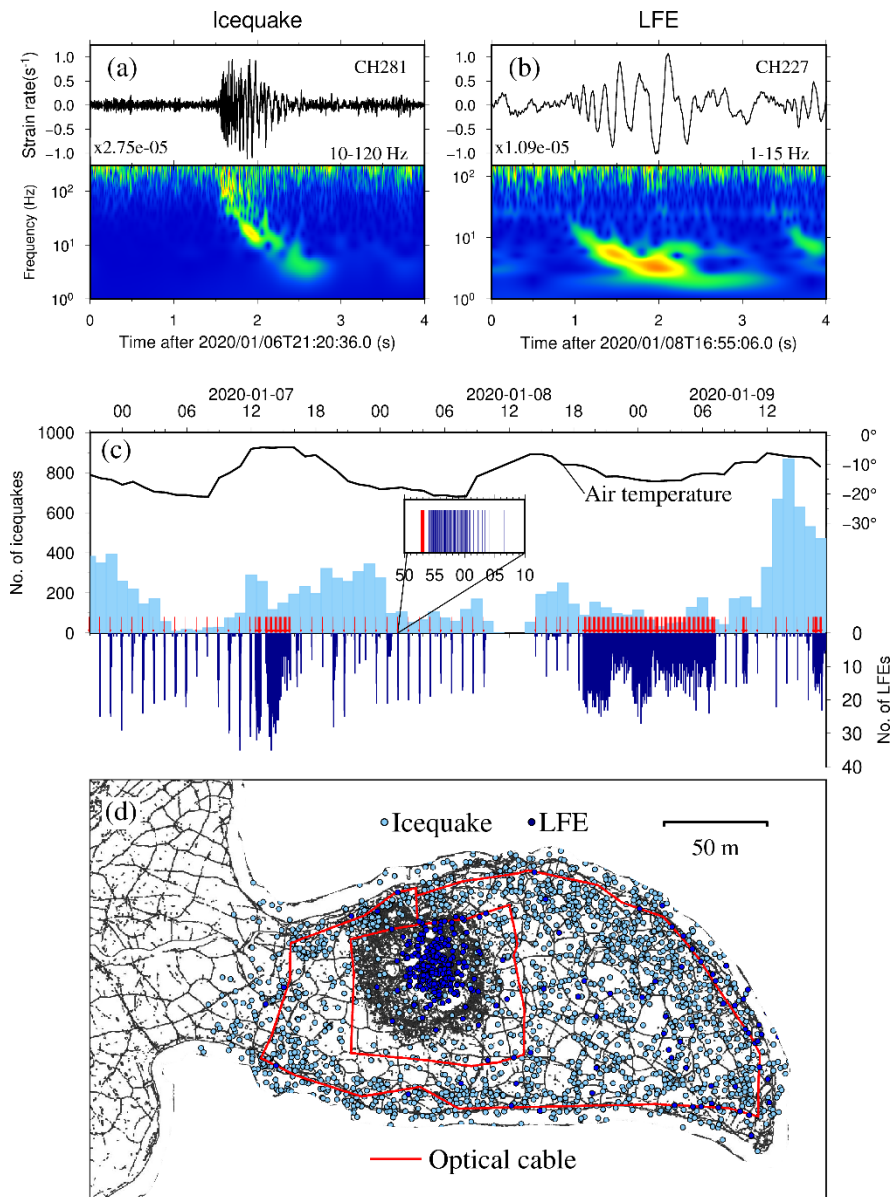 Icequake LFE
(a) CH281
Strain rate(s⁻¹)
1.0
0.5
0.0
−0.5
−1.0
x2.75e-05 10-120 Hz
(b) CH227
1.0
0.5
0.0
−0.5
−1.0
x1.09e-05 1-15 Hz
Frequency (Hz)
10²
10¹
10⁰
10²
10¹
10⁰
0 1 2 3 4
Time after 2020/01/06T21:20:36.0 (s)
0 1 2 3 4
Time after 2020/01/08T16:55:06.0 (s)
2020-01-07 2020-01-08 2020-01-09
00 06 12 18 00 06 12 18 00 06 12
(c)
No. of icequakes
1000
800
600
400
200
0
0°
−10°
−20°
−30°
Air temperature
50 55 00 05 10
0
10
20
30
40
No. of LFEs
(d)
Icequake LFE
50 m
Optical cable